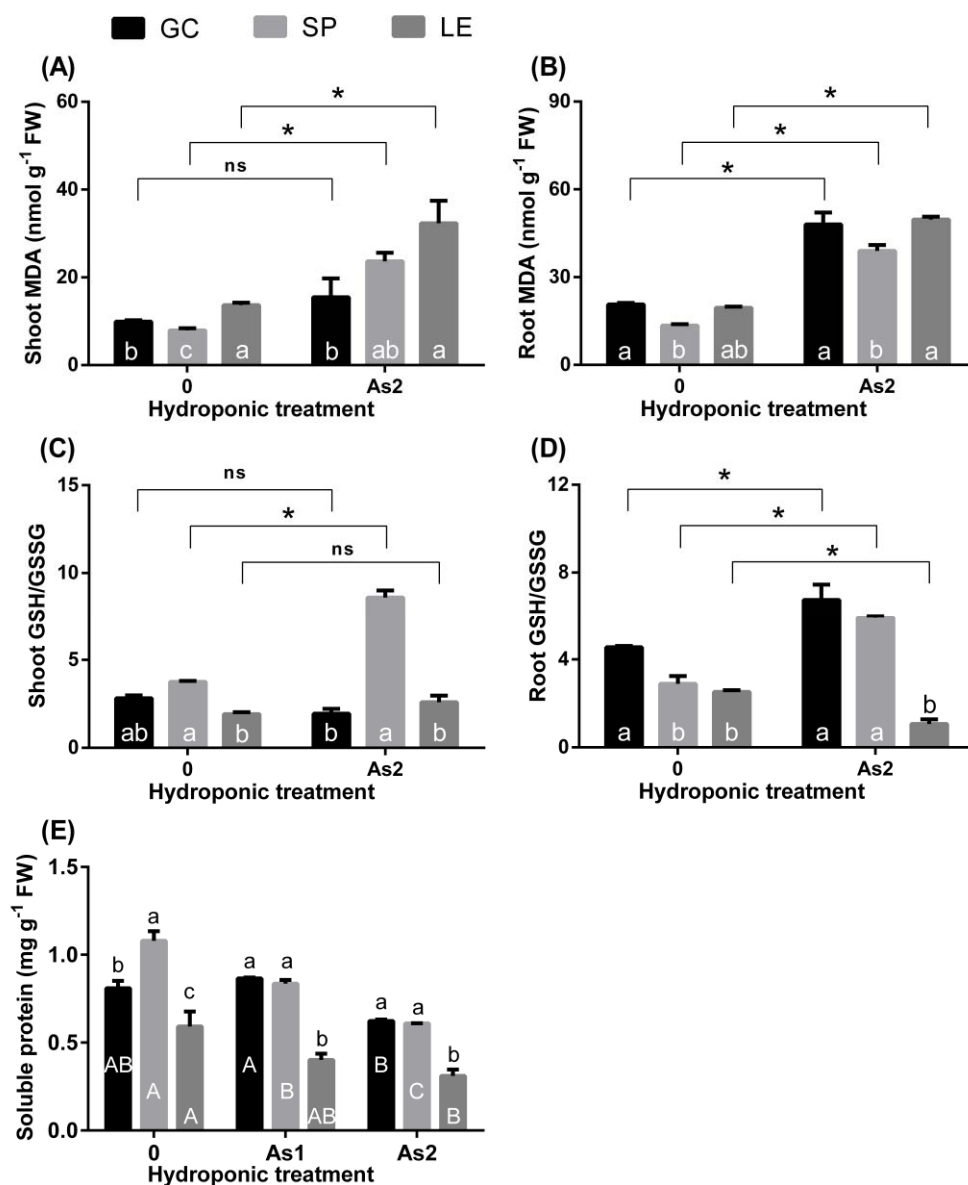 GC SP LE
(A)
Shoot MDA (nmol g⁻¹ FW)
60
40
20
0
*
*
ns
b c a b ab a
0 As2
Hydroponic treatment
(B)
Root MDA (nmol g⁻¹ FW)
90
60
30
0
*
*
*
a b ab a b a
0 As2
Hydroponic treatment
(C)
Shoot GSH/GSSG
15
10
5
0
ns
*
ns
ab a b b a b
0 As2
Hydroponic treatment
(D)
Root GSH/GSSG
12
8
4
0
*
*
*
a b b a a b
0 As2
Hydroponic treatment
(E)
Soluble protein (mg g⁻¹ FW)
1.5
1.0
0.5
0.0
b a c a a b a a b
AB A A A B AB B C B
0 As1 As2
Hydroponic treatment